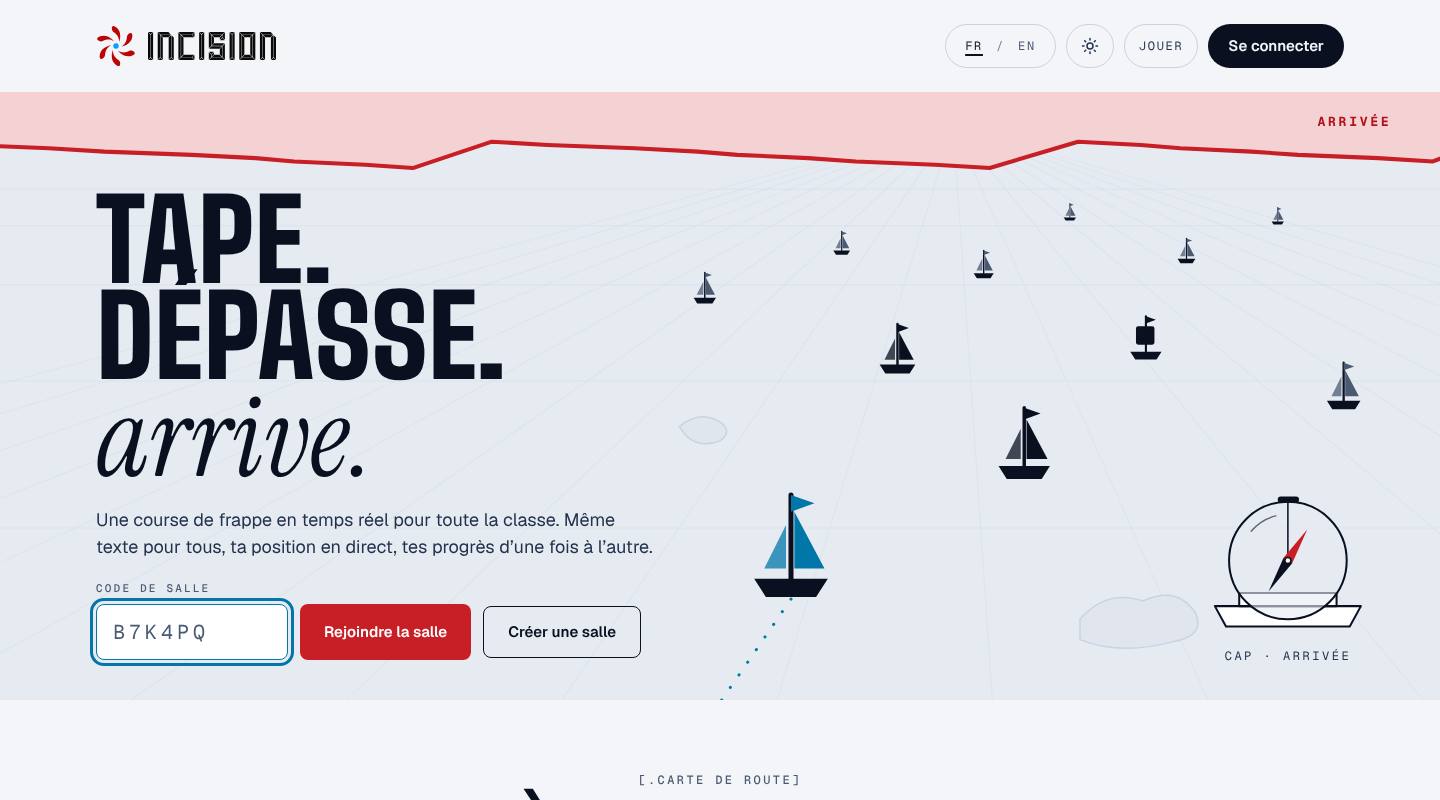 INCISION
FR / EN
JOUER
Se connecter
ARRIVÉE
TAPE.
DÉPASSE.
arrive.
Une course de frappe en temps réel pour toute la classe. Même
texte pour tous, ta position en direct, tes progrès d’une fois à l’autre.
CODE DE SALLE
B7K4PQ
Rejoindre la salle
Créer une salle
CAP · ARRIVÉE
[.CARTE DE ROUTE]